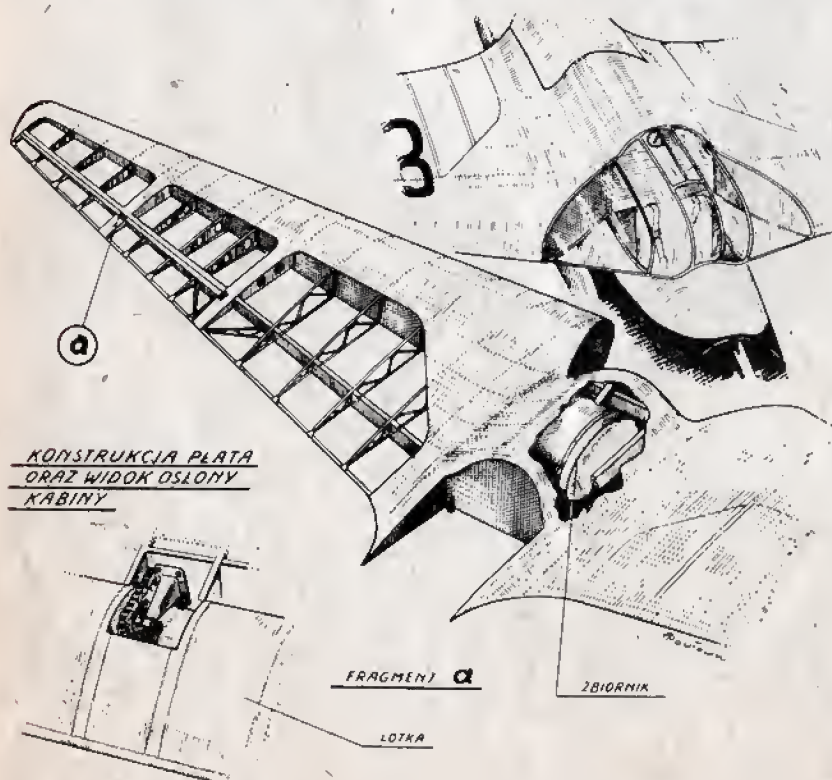 3
a
KONSTRUKCJA PŁATA
ORAZ WIDOK OSŁONY
KABINY
FRAGMENT a
ZBIORNIK
LOTKA